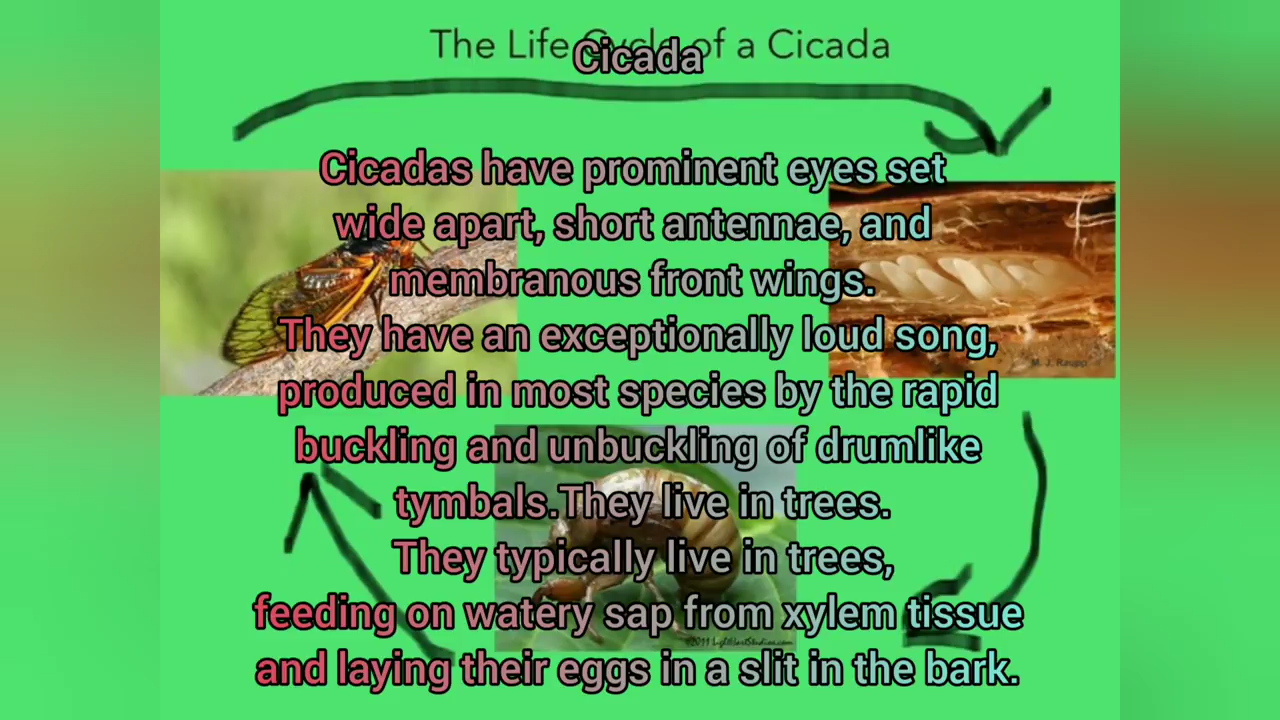 The Life Cycle of a Cicada
Cicada
Cicadas have prominent eyes set
wide apart, short antennae, and
membranous front wings.
They have an exceptionally loud song,
produced in most species by the rapid
buckling and unbuckling of drumlike
tymbals.They live in trees.
They typically live in trees,
feeding on watery sap from xylem tissue
and laying their eggs in a slit in the bark.
M. J. Raupp
©2011 LightHartStudios.com